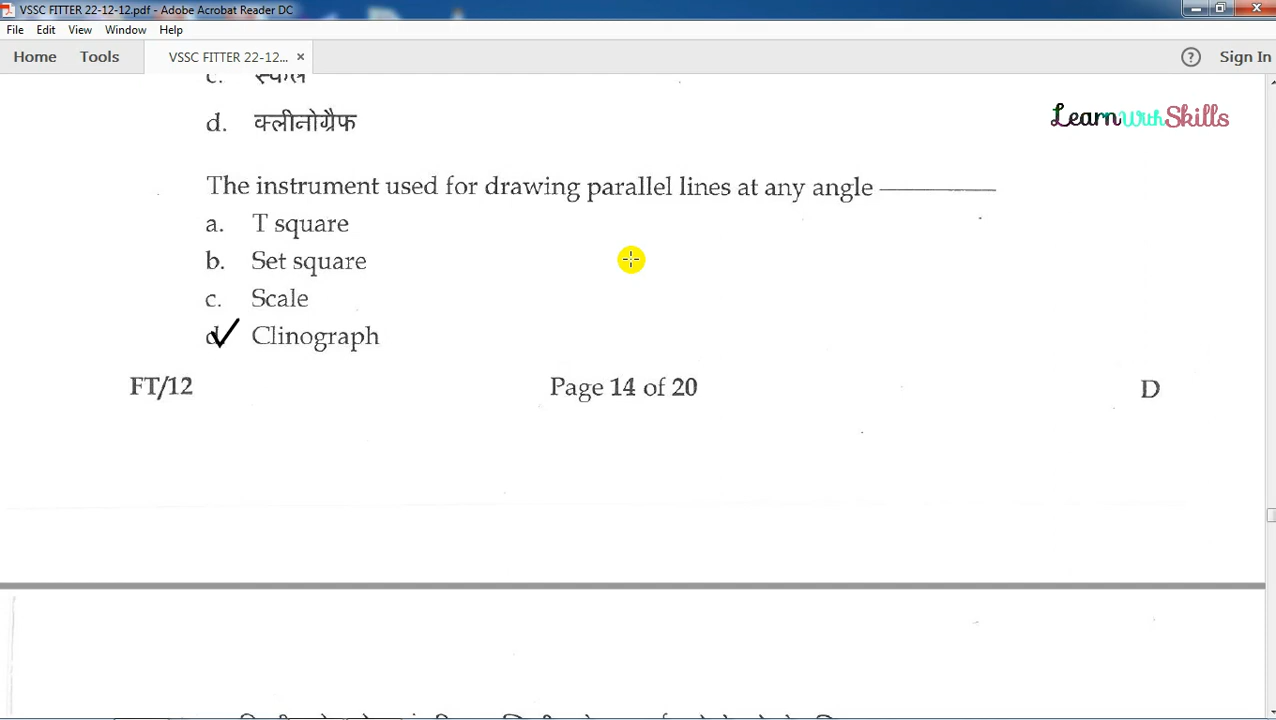 VSSC FITTER 22-12-12.pdf - Adobe Acrobat Reader DC
File Edit View Window Help
Home Tools VSSC FITTER 22-12... × ? Sign In
c. स्केल
d. क्लीनोग्रैफ
LearnWithSkills
The instrument used for drawing parallel lines at any angle ————
a. T square
b. Set square
c. Scale
d. Clinograph
FT/12 Page 14 of 20 D